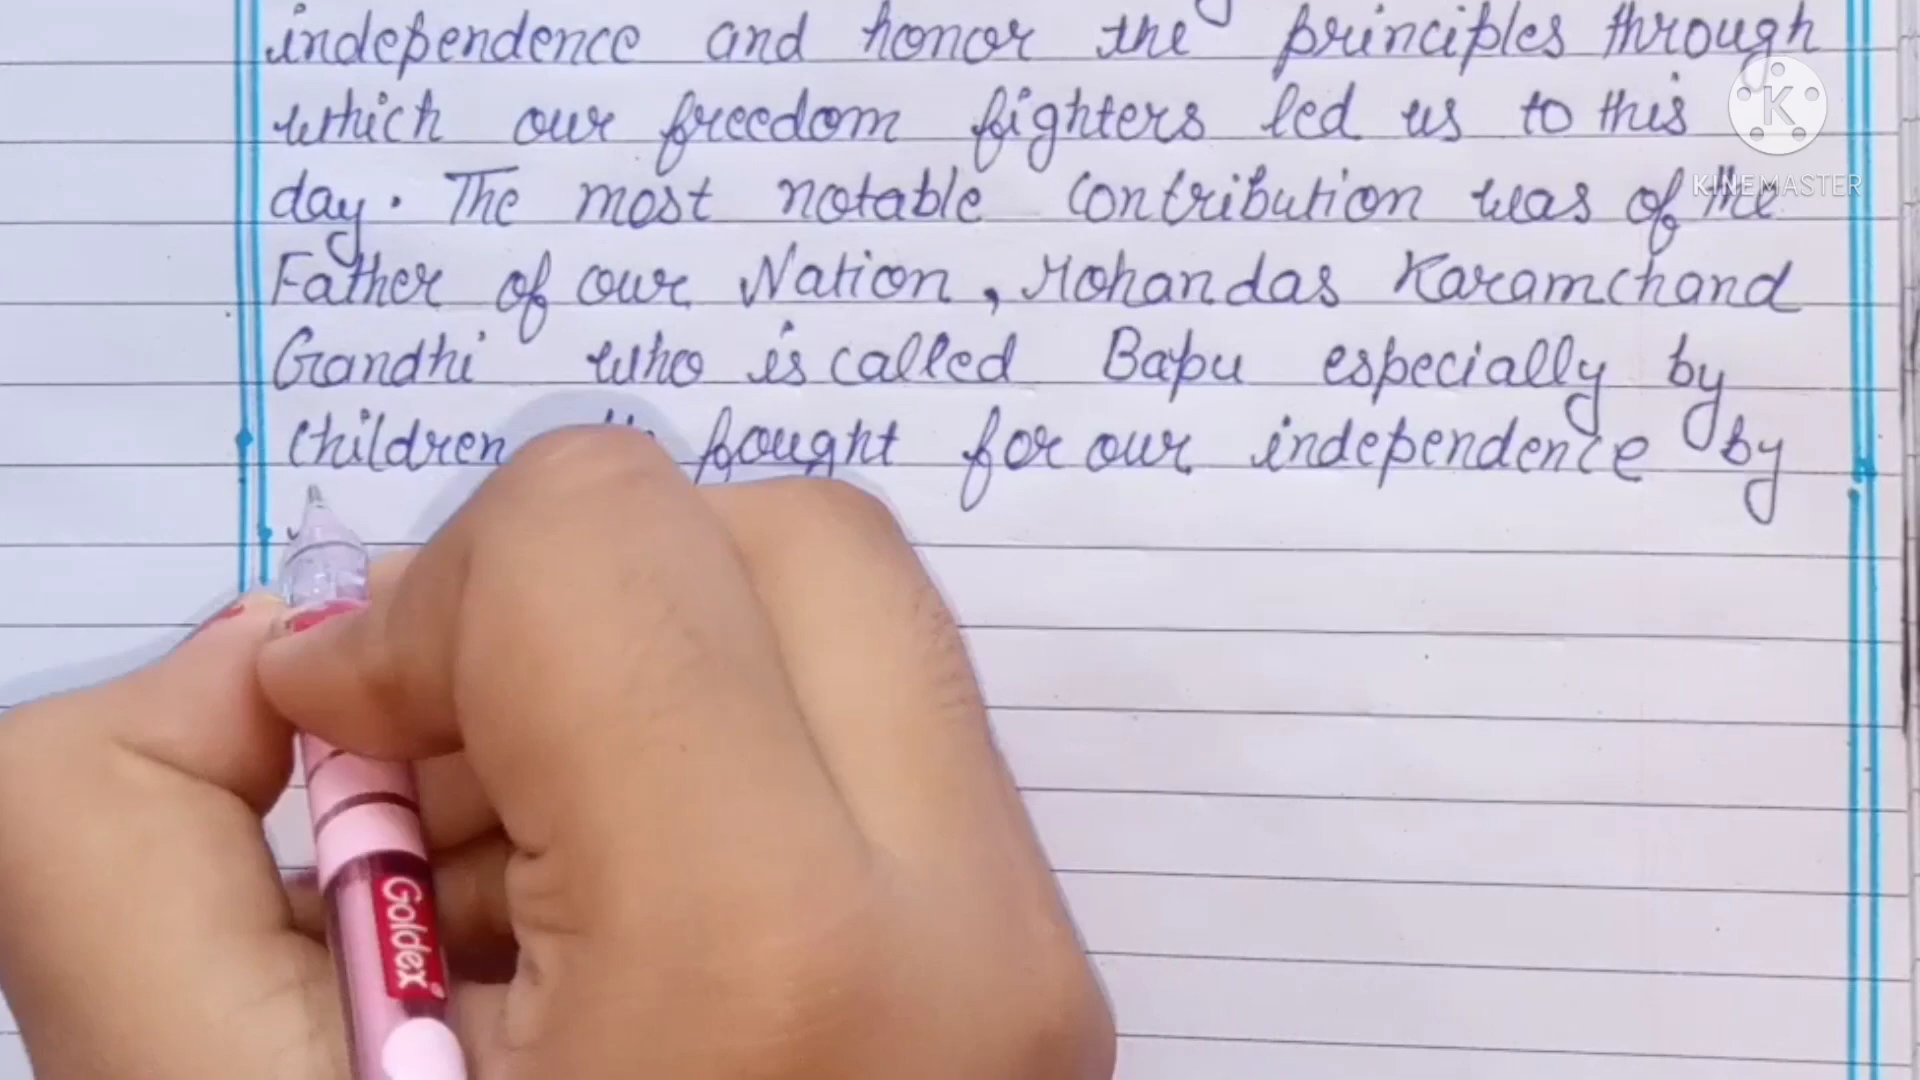 independence and honor the principles through
which our freedom fighters led us to this
day. The most notable contribution was of the
Father of our Nation, Mohandas Karamchand
Gandhi who is called Bapu especially by
children fought for our independence by
KINEMASTER
Goldex